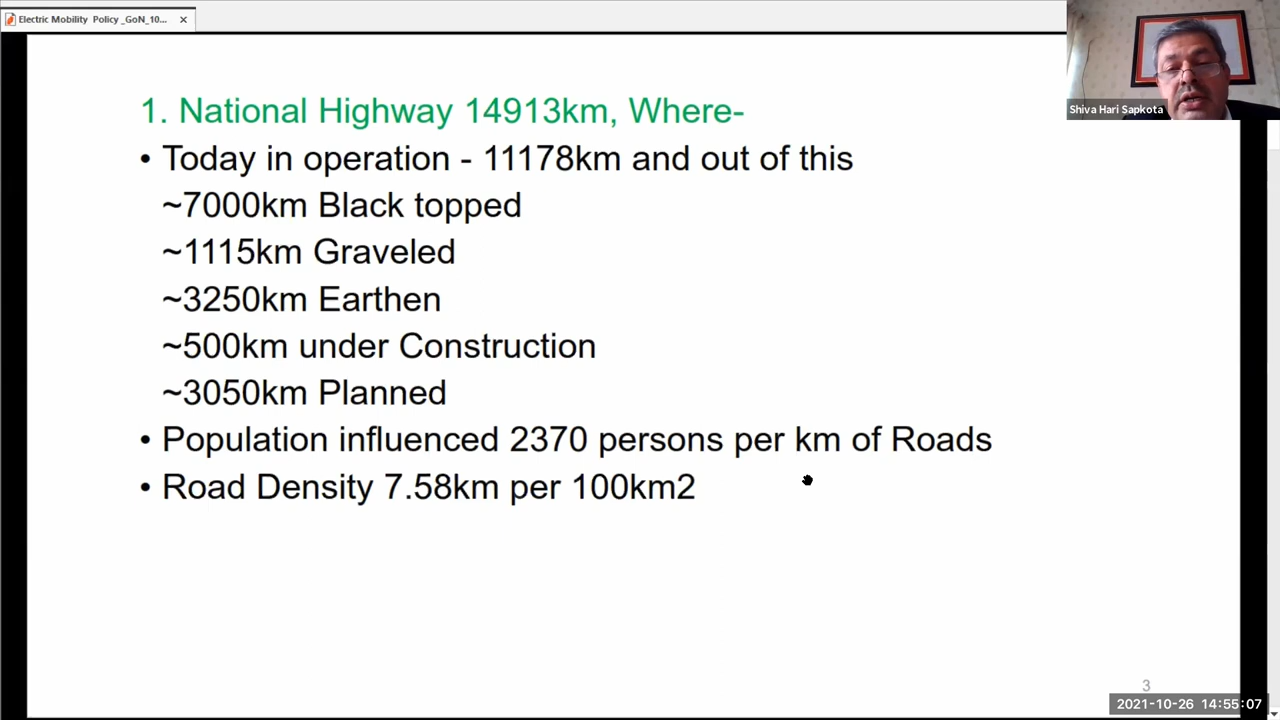 Electric Mobility Policy _GoN_10...
1. National Highway 14913km, Where-
• Today in operation - 11178km and out of this
~7000km Black topped
~1115km Graveled
~3250km Earthen
~500km under Construction
~3050km Planned
• Population influenced 2370 persons per km of Roads
• Road Density 7.58km per 100km2
Shiva Hari Sapkota
3
2021-10-26 14:55:07